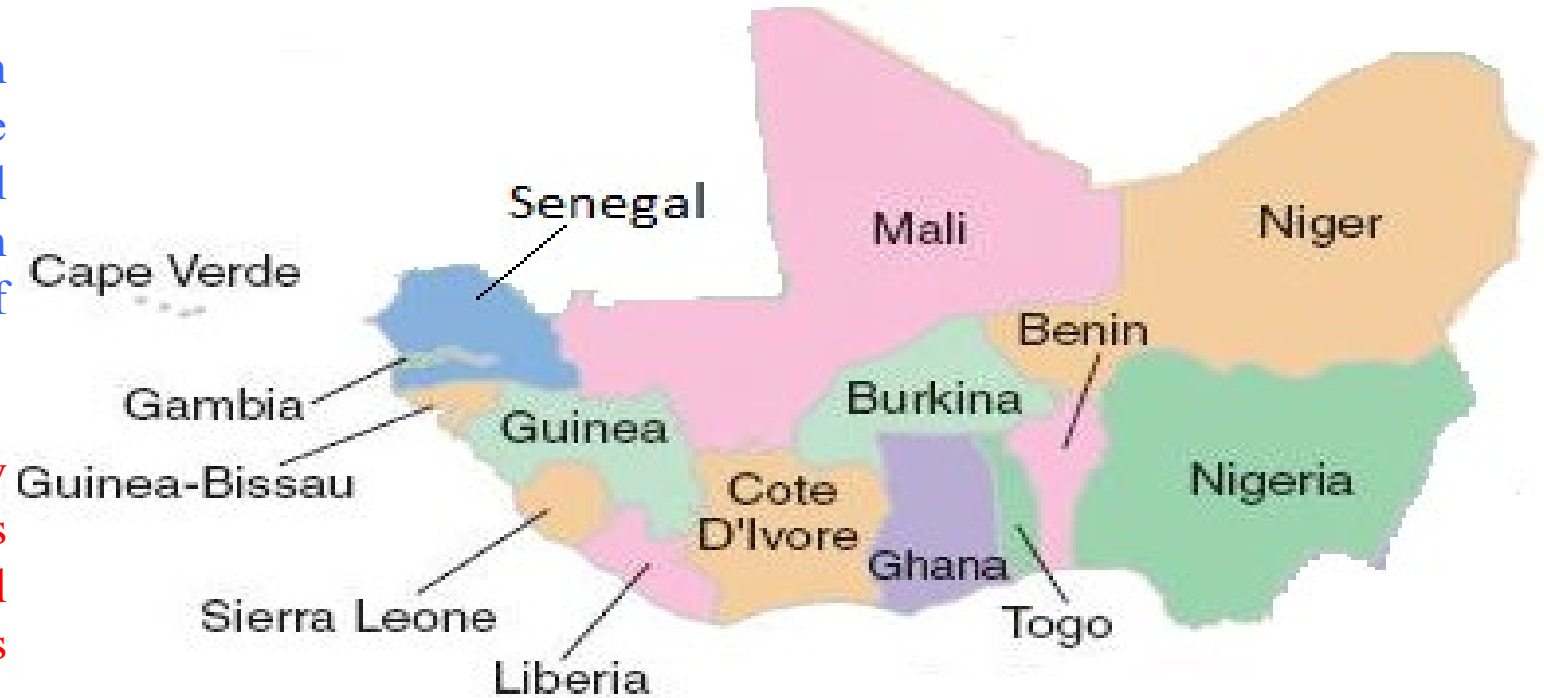 Senegal
Mali
Niger
Cape Verde
Benin
Gambia
Burkina
Guinea
Guinea-Bissau
Cote
D'Ivore
Nigeria
Ghana
Sierra Leone
Togo
Liberia